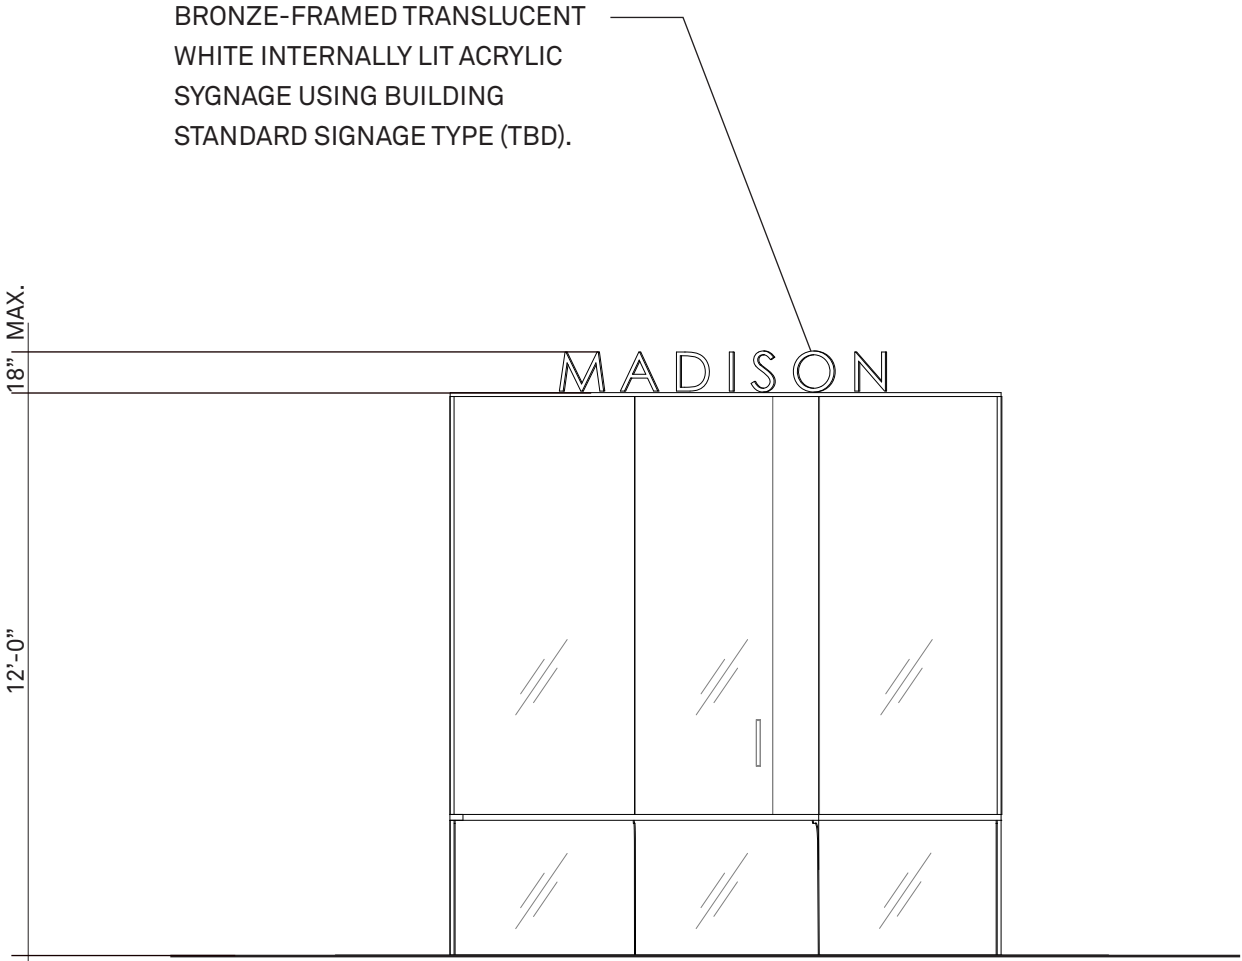 BRONZE-FRAMED TRANSLUCENT
WHITE INTERNALLY LIT ACRYLIC
SYGNAGE USING BUILDING
STANDARD SIGNAGE TYPE (TBD).
18” MAX.
MADISON
12’-0”